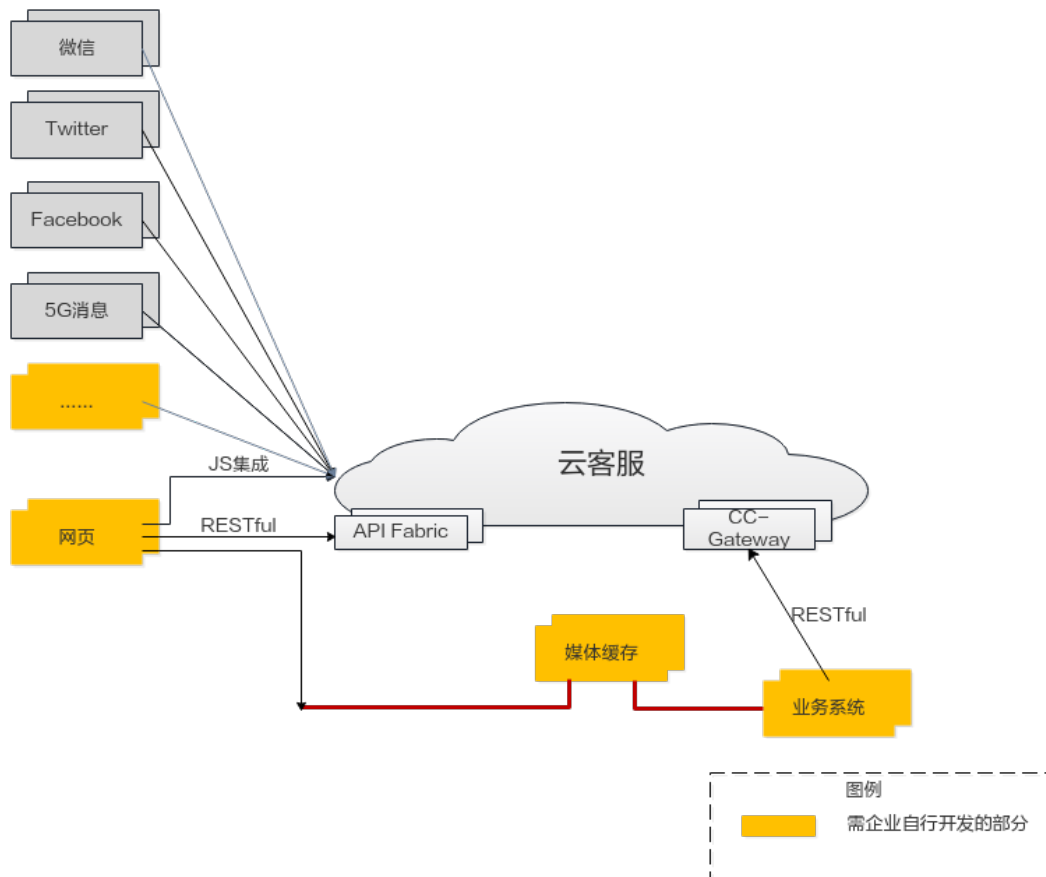 微信
Twitter
Facebook
5G消息
......
JS集成
云客服
网页
RESTful
API Fabric
CC-
Gateway
RESTful
媒体缓存
业务系统
图例
需企业自行开发的部分